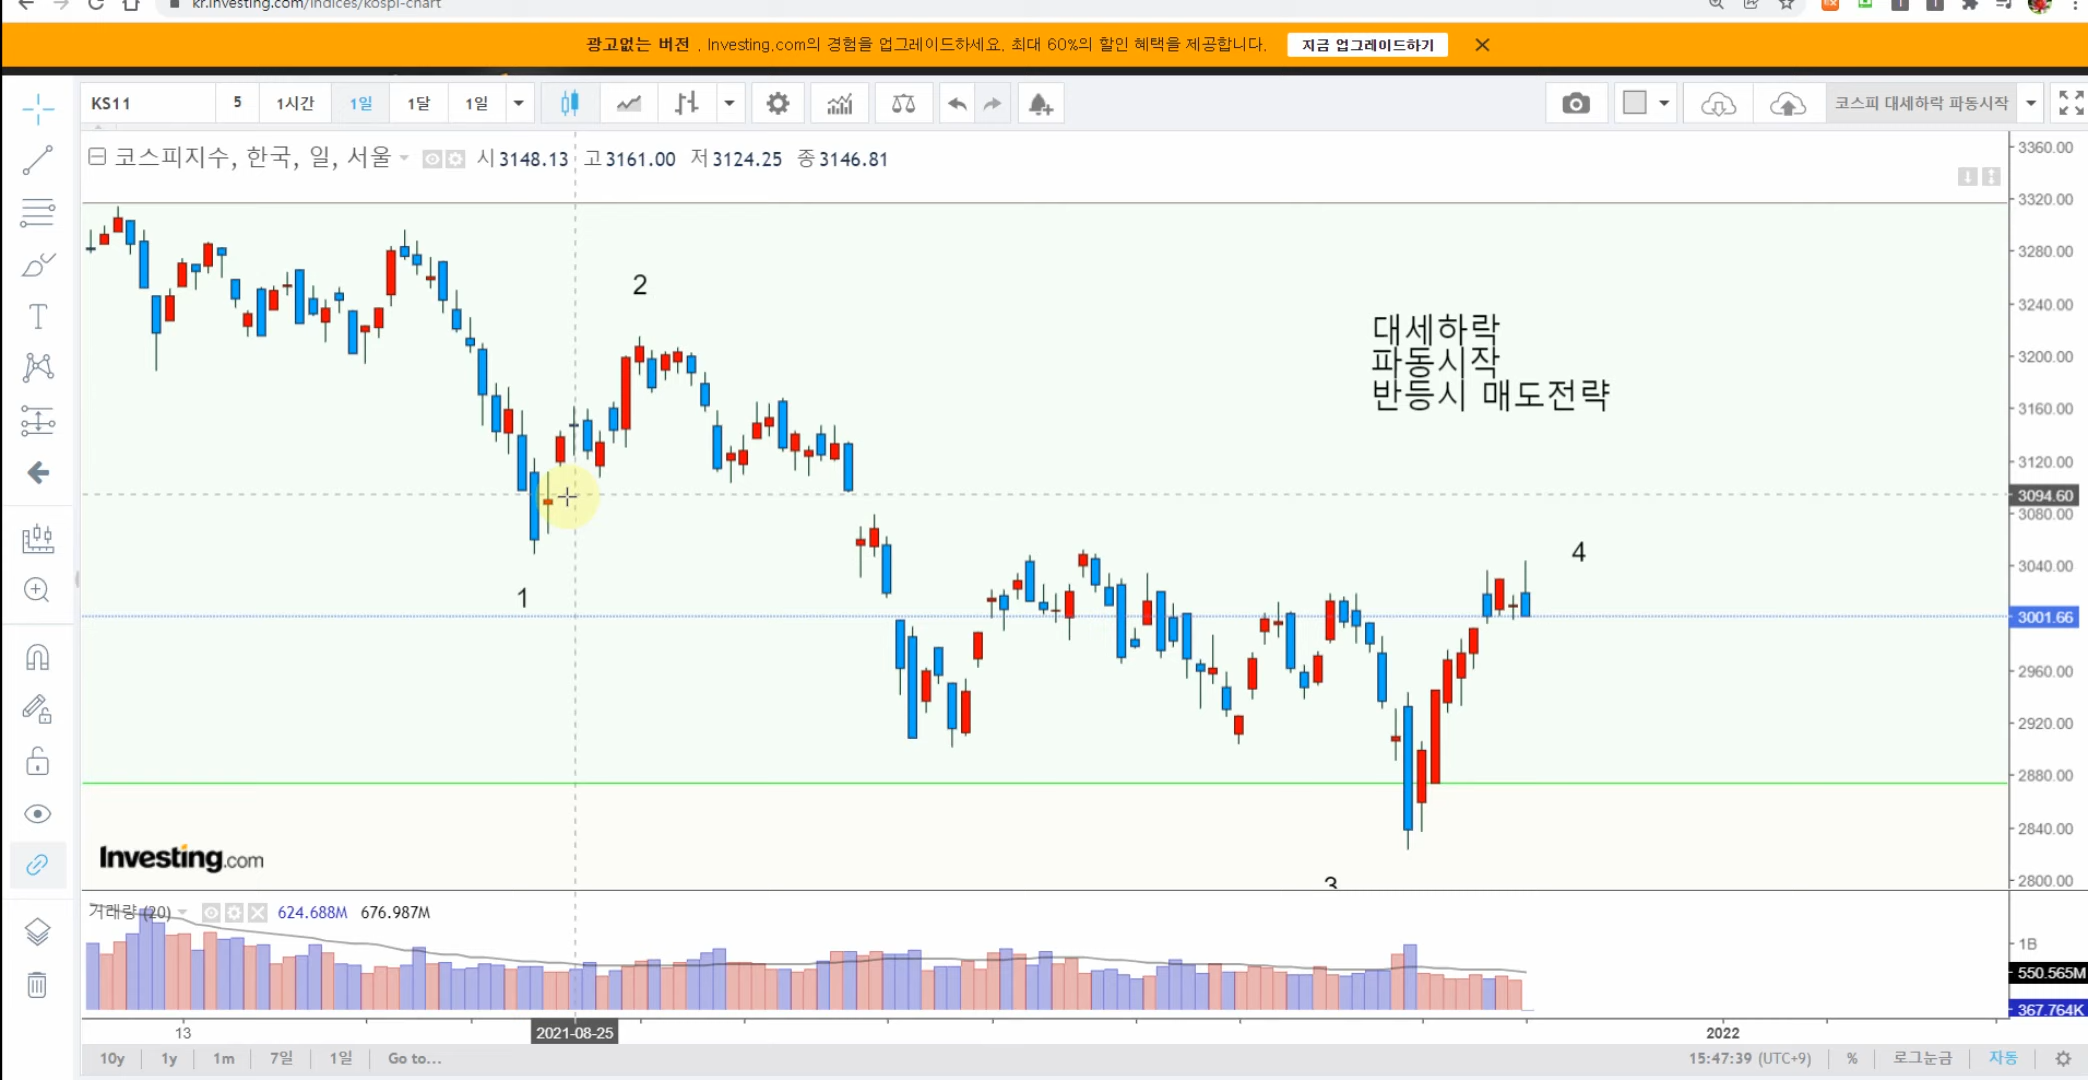 kr.investing.com/indices/kospi-chart
광고없는 버전 . Investing.com의 경험을 업그레이드하세요. 최대 60%의 할인 혜택을 제공합니다. 지금 업그레이드하기
KS11 5 1시간 1일 1달 1일 코스피 대세하락 파동시작
코스피지수, 한국, 일, 서울 시 3148.13 고 3161.00 저 3124.25 종 3146.81
3360.00
3320.00
3280.00
3240.00
3200.00
3160.00
3120.00
3094.60
3080.00
3040.00
3001.66
2960.00
2920.00
2880.00
2840.00
2800.00
2
대세하락
파동시작
반등시 매도전략
4
1
3
Investing.com
거래량 (20) 624.688M 676.987M
1B
550.565M
367.764K
13 2021-08-25 2022
10y 1y 1m 7일 1일 Go to... 15:47:39 (UTC+9) % 로그눈금 자동